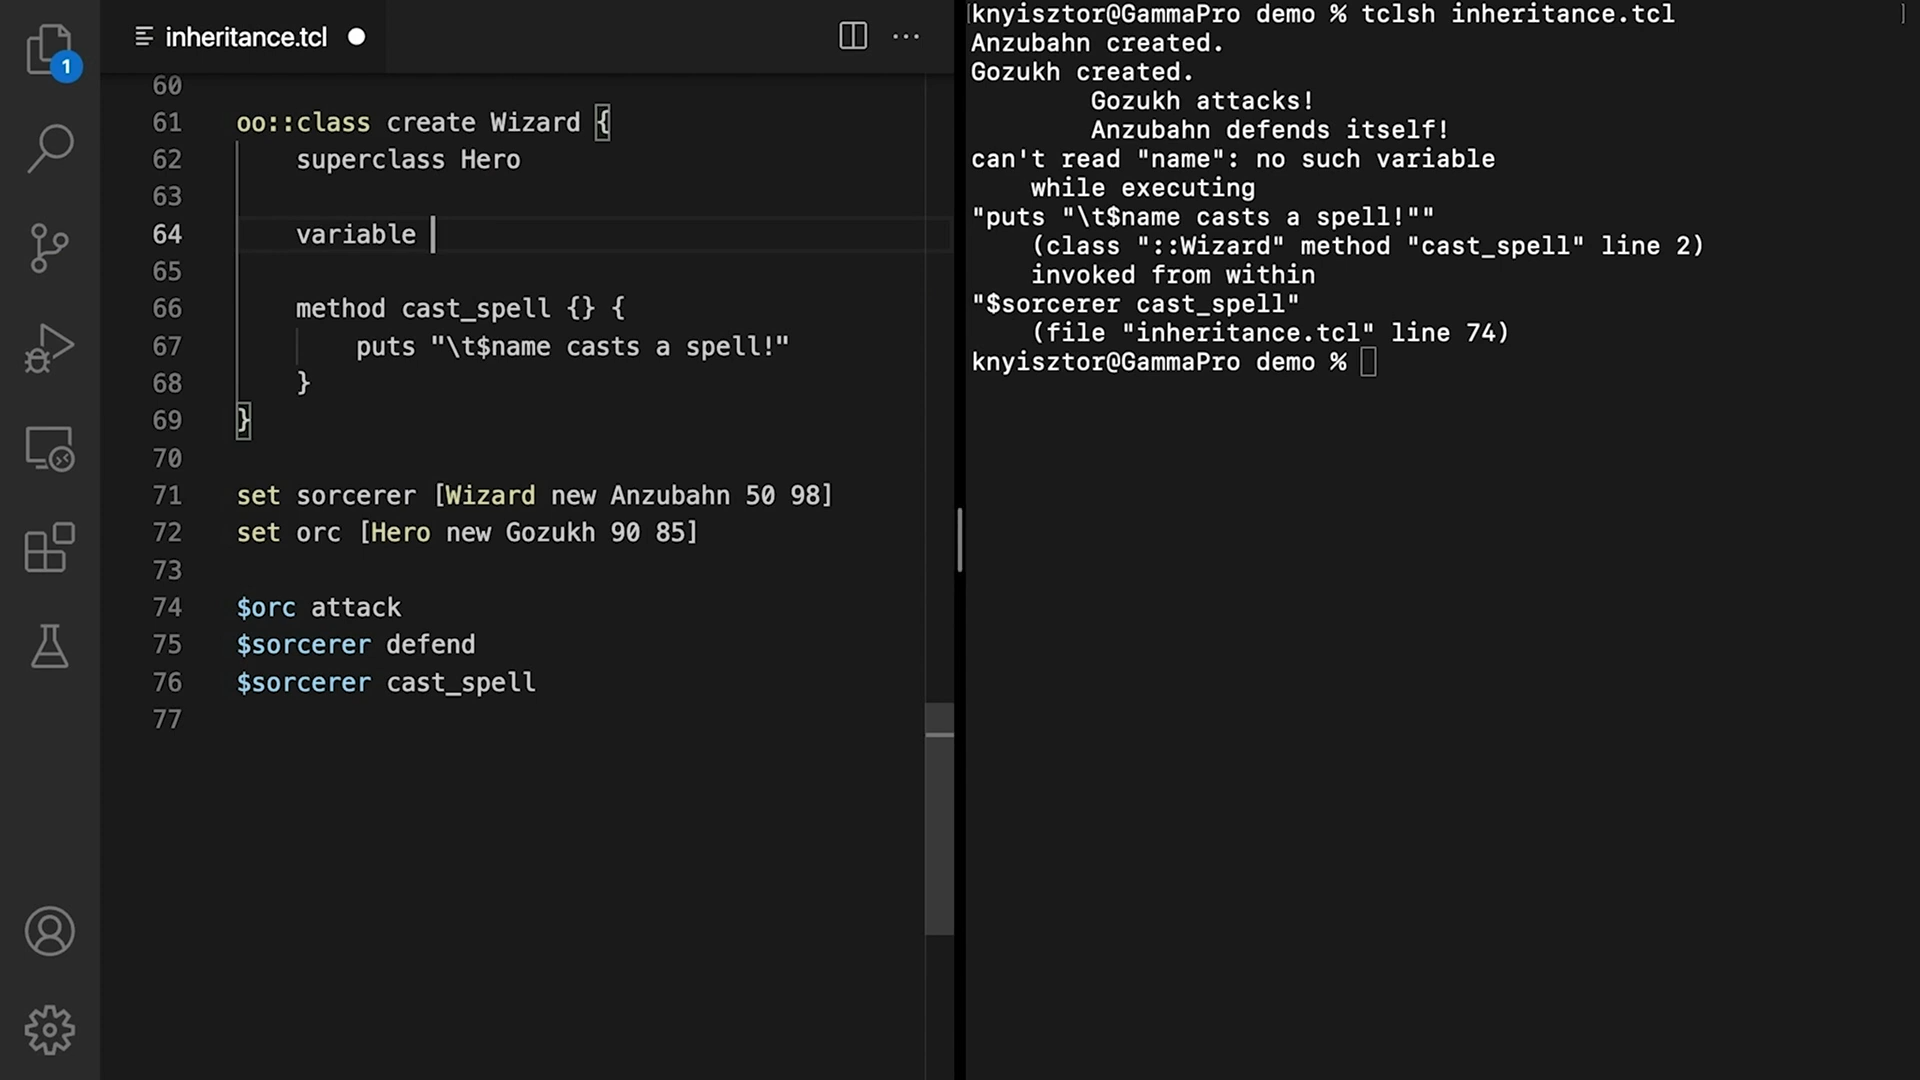 inheritance.tcl
1
60
61 oo::class create Wizard {
62 superclass Hero
63
64 variable
65
66 method cast_spell {} {
67 puts "\t$name casts a spell!"
68 }
69 }
70
71 set sorcerer [Wizard new Anzubahn 50 98]
72 set orc [Hero new Gozukh 90 85]
73
74 $orc attack
75 $sorcerer defend
76 $sorcerer cast_spell
77
knyisztor@GammaPro demo % tclsh inheritance.tcl
Anzubahn created.
Gozukh created.
Gozukh attacks!
Anzubahn defends itself!
can't read "name": no such variable
while executing
"puts "\t$name casts a spell!""
(class "::Wizard" method "cast_spell" line 2)
invoked from within
"$sorcerer cast_spell"
(file "inheritance.tcl" line 74)
knyisztor@GammaPro demo %